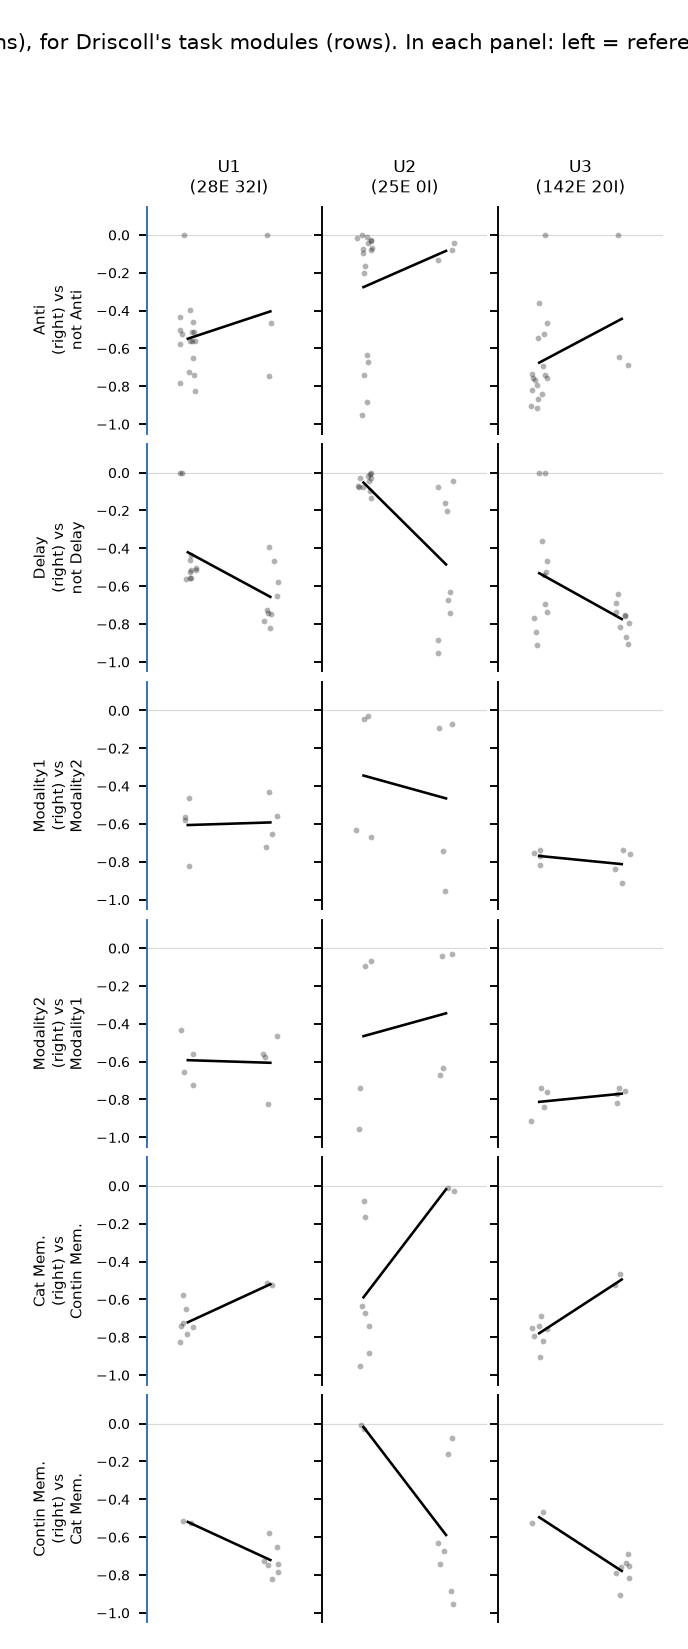 ns), for Driscoll's task modules (rows). In each panel: left = refere
U1
(28E 32I)
U2
(25E 0I)
U3
(142E 20I)
Anti
(right) vs
not Anti
0.0
−0.2
−0.4
−0.6
−0.8
−1.0
Delay
(right) vs
not Delay
0.0
−0.2
−0.4
−0.6
−0.8
−1.0
Modality1
(right) vs
Modality2
0.0
−0.2
−0.4
−0.6
−0.8
−1.0
Modality2
(right) vs
Modality1
0.0
−0.2
−0.4
−0.6
−0.8
−1.0
Cat Mem.
(right) vs
Contin Mem.
0.0
−0.2
−0.4
−0.6
−0.8
−1.0
Contin Mem.
(right) vs
Cat Mem.
0.0
−0.2
−0.4
−0.6
−0.8
−1.0